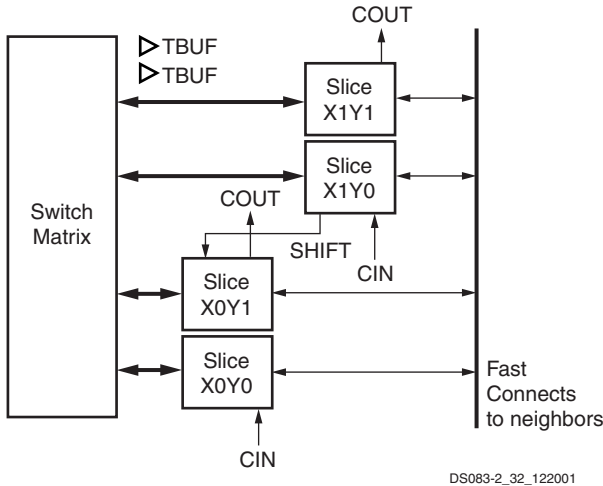 COUT
TBUF
TBUF
Slice
X1Y1
Slice
X1Y0
Switch
Matrix
COUT
SHIFT
CIN
Slice
X0Y1
Slice
X0Y0
Fast
Connects
to neighbors
CIN
DS083-2_32_122001